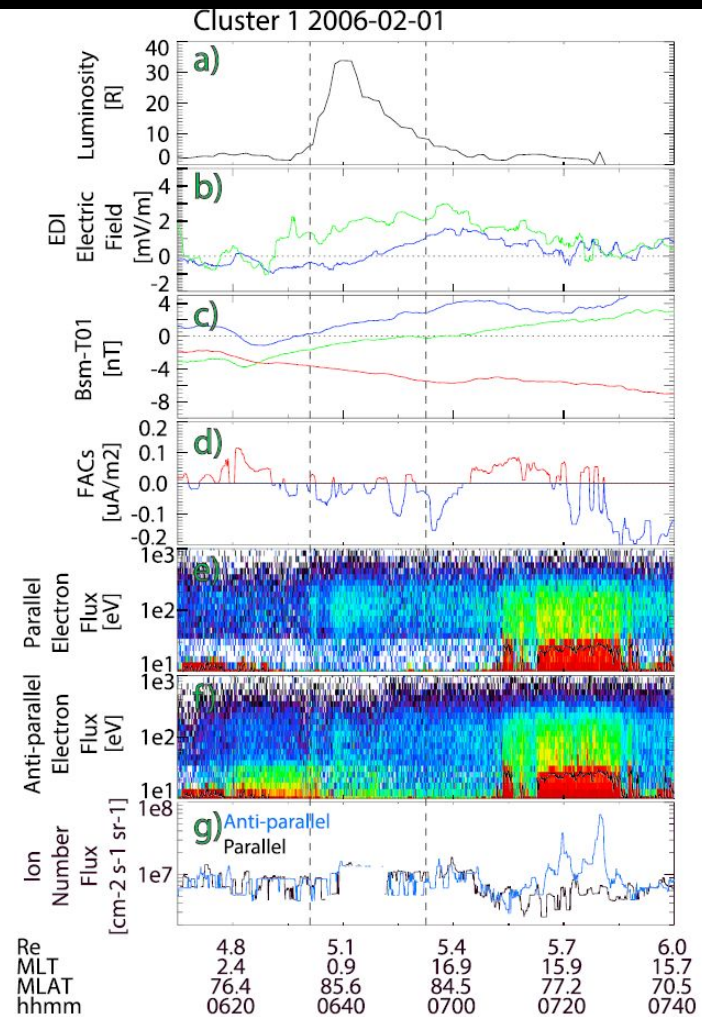 Cluster 1 2006-02-01
a)
Luminosity
[R]
40
30
20
10
0
b)
EDI
Electric
Field
[mV/m]
4
2
0
-2
c)
Bsm-T01
[nT]
4
0
-4
-8
d)
FACs
[uA/m2]
0.2
0.1
0.0
-0.1
-0.2
e)
Parallel
Electron
Flux
[eV]
1e3
1e2
1e1
f)
Anti-parallel
Electron
Flux
[eV]
1e3
1e2
1e1
g)
Anti-parallel
Parallel
Ion
Number
Flux
[cm-2 s-1 sr-1]
1e8
1e7
Re 4.8 5.1 5.4 5.7 6.0
MLT 2.4 0.9 16.9 15.9 15.7
MLAT 76.4 85.6 84.5 77.2 70.5
hhmm 0620 0640 0700 0720 0740